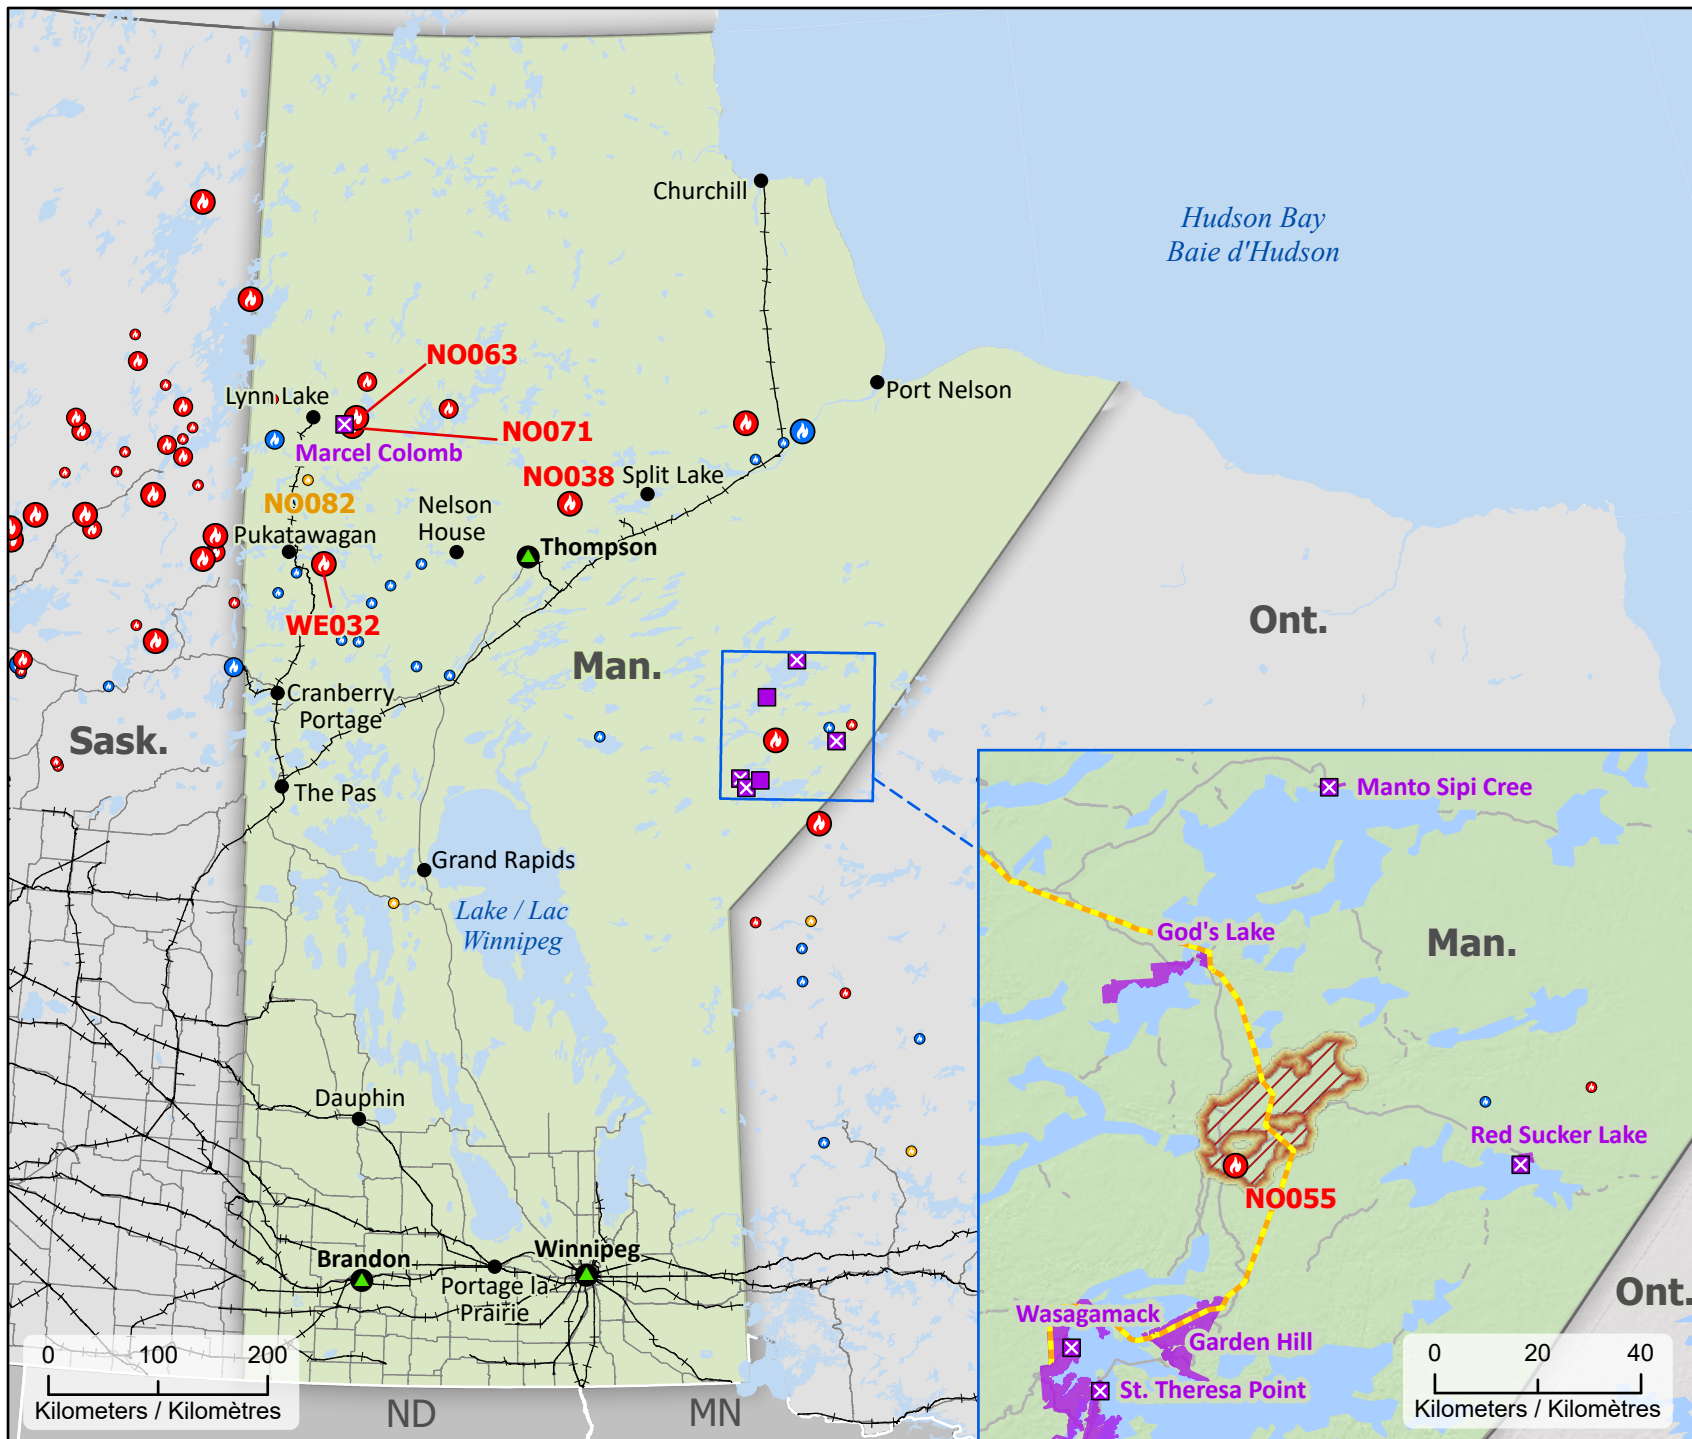 Churchill
Hudson Bay
Baie d'Hudson
NO063
Lynn Lake
Port Nelson
NO071
Marcel Colomb
NO038
Split Lake
NO082
Nelson
House
Pukatawagan
Thompson
WE032
Ont.
Man.
Cranberry
Portage
Sask.
The Pas
Manto Sipi Cree
Grand Rapids
Lake / Lac
Winnipeg
God's Lake
Man.
Dauphin
Red Sucker Lake
NO055
Brandon
Winnipeg
Portage la
Prairie
Ont.
Wasagamack
Garden Hill
St. Theresa Point
0 100 200
Kilometers / Kilomètres
ND
MN
0 20 40
Kilometers / Kilomètres